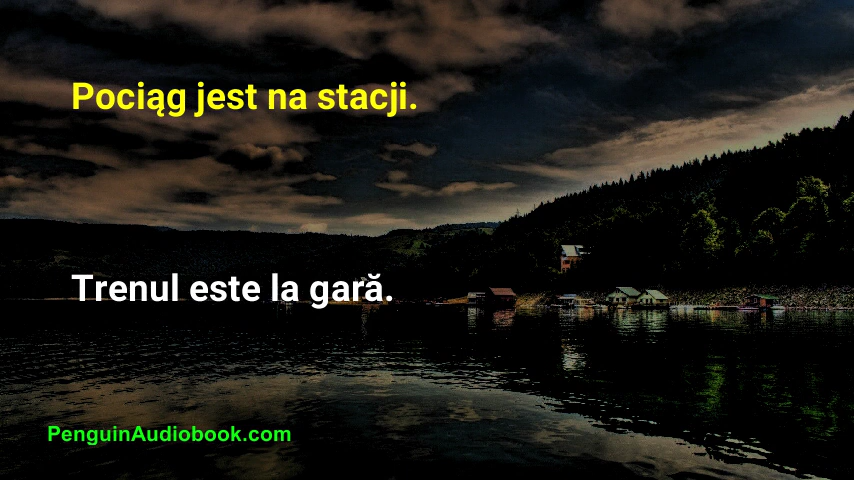 Pociąg jest na stacji.
Trenul este la gară.
PenguinAudiobook.com